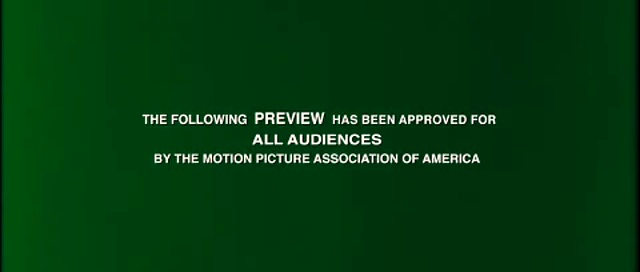 THE FOLLOWING PREVIEW HAS BEEN APPROVED FOR
ALL AUDIENCES
BY THE MOTION PICTURE ASSOCIATION OF AMERICA